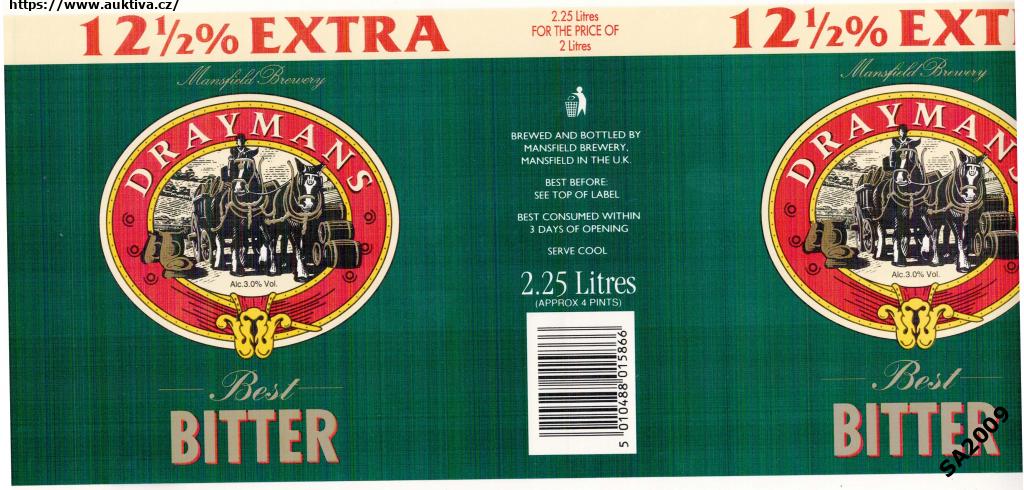 https://www.auktiva.cz/
12½% EXTRA
Mansfield Brewery
DRAYMANS
Alc.3.0% Vol.
Best
BITTER
2.25 Litres
FOR THE PRICE OF
2 Litres
BREWED AND BOTTLED BY
MANSFIELD BREWERY,
MANSFIELD IN THE U.K.
BEST BEFORE:
SEE TOP OF LABEL
BEST CONSUMED WITHIN
3 DAYS OF OPENING
SERVE COOL
2.25 Litres
(APPROX 4 PINTS)
5 010488 015866
12½% EXT
Mansfield Brewery
DRAYMANS
Alc.3.0% Vol.
Best
BITTER
SA2009